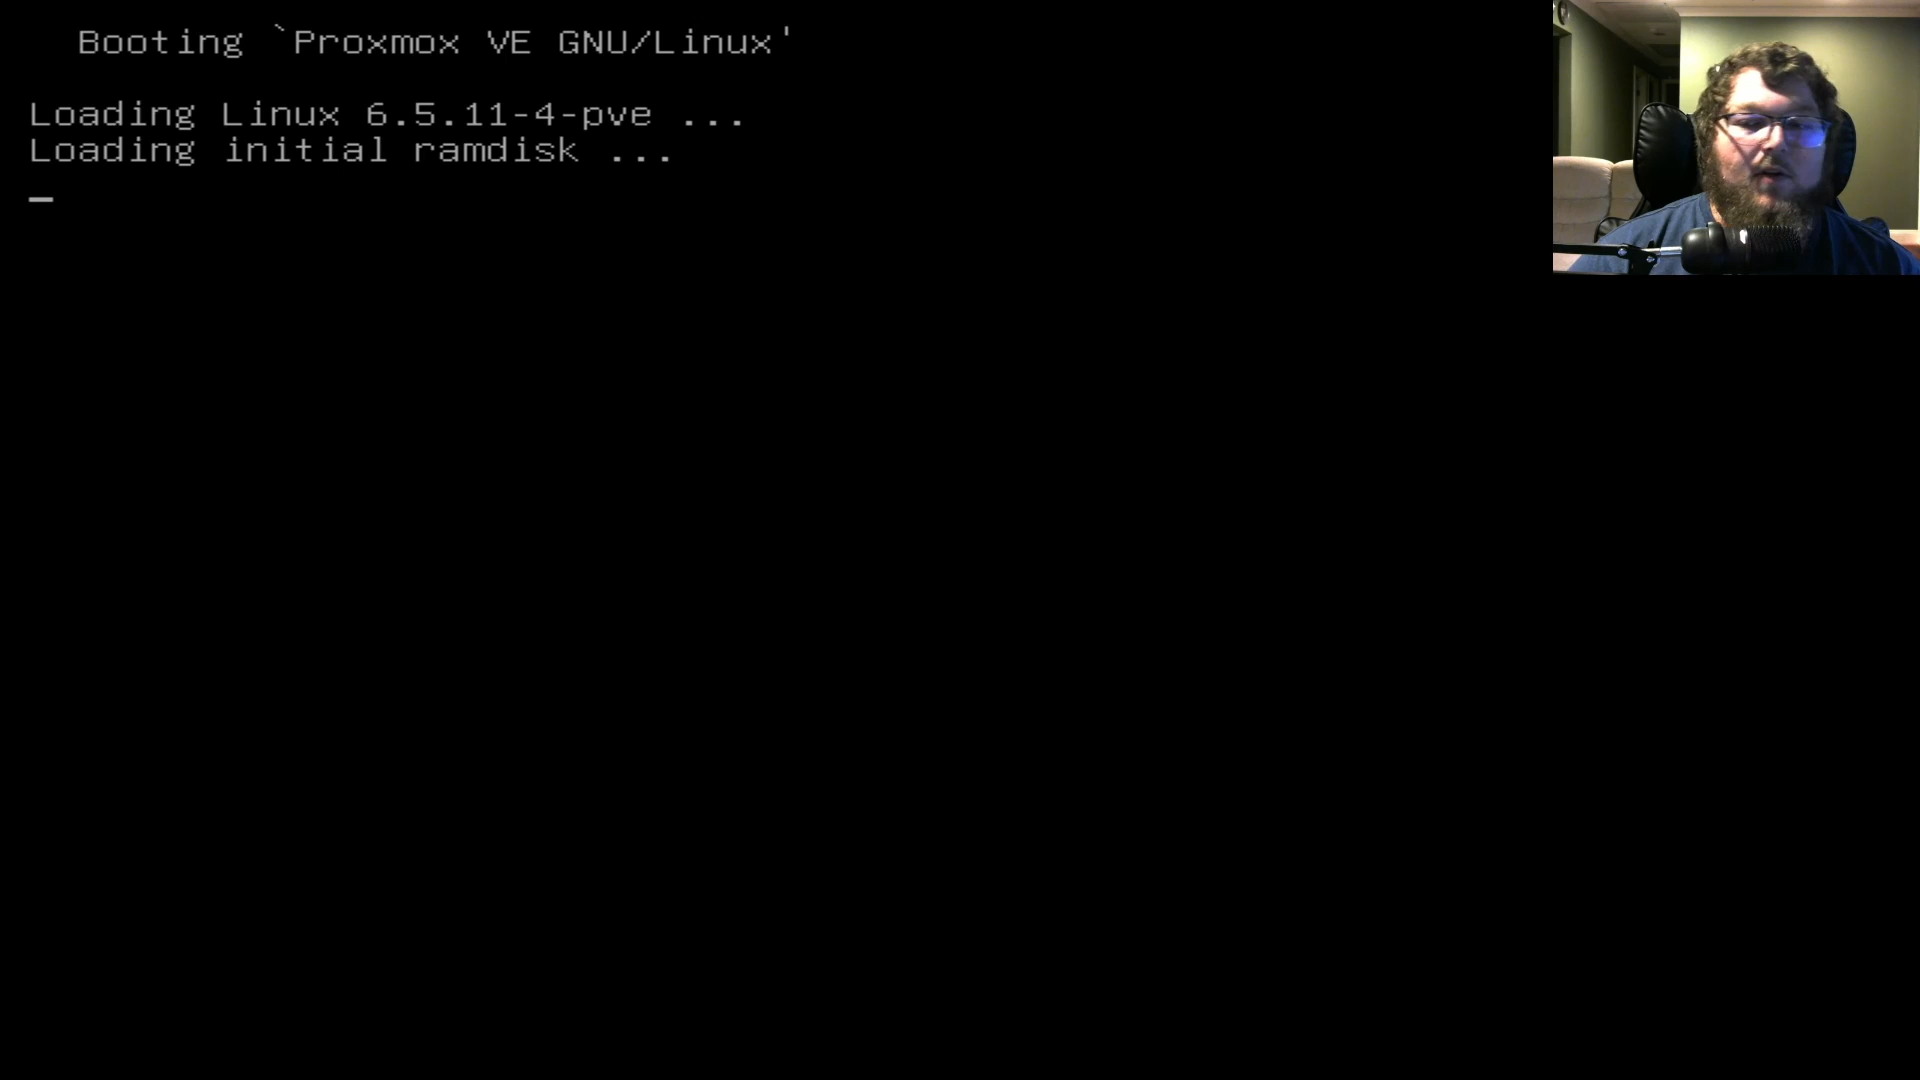 Booting `Proxmox VE GNU/Linux'
Loading Linux 6.5.11-4-pve ...
Loading initial ramdisk ...